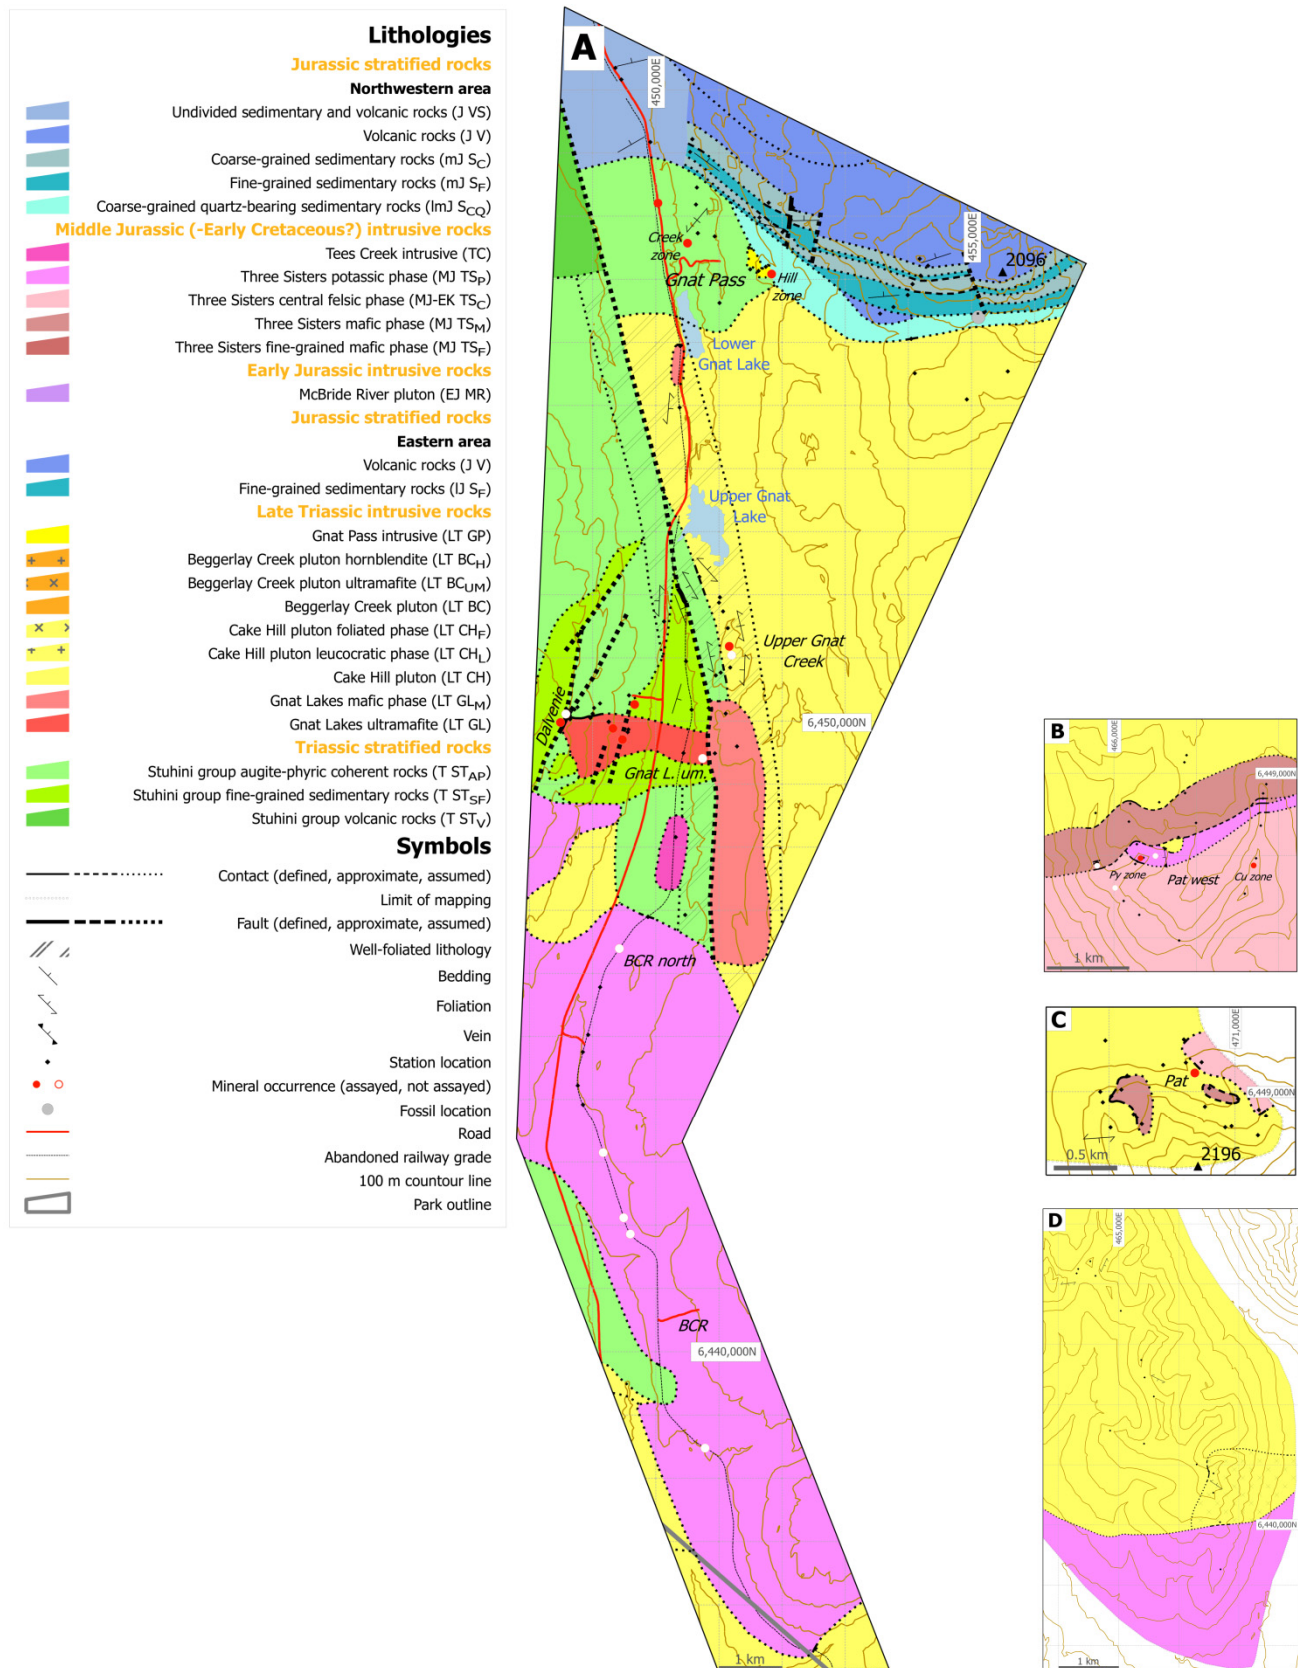 Lithologies
Jurassic stratified rocks
Northwestern area
Undivided sedimentary and volcanic rocks (J VS)
Volcanic rocks (J V)
Coarse-grained sedimentary rocks (mJ SC)
Fine-grained sedimentary rocks (mJ SF)
Coarse-grained quartz-bearing sedimentary rocks (lmJ SCQ)
Middle Jurassic (-Early Cretaceous?) intrusive rocks
Tees Creek intrusive (TC)
Three Sisters potassic phase (MJ TSP)
Three Sisters central felsic phase (MJ-EK TSC)
Three Sisters mafic phase (MJ TSM)
Three Sisters fine-grained mafic phase (MJ TSF)
Early Jurassic intrusive rocks
McBride River pluton (EJ MR)
Jurassic stratified rocks
Eastern area
Volcanic rocks (J V)
Fine-grained sedimentary rocks (lJ SF)
Late Triassic intrusive rocks
Gnat Pass intrusive (LT GP)
Beggerlay Creek pluton hornblendite (LT BCH)
Beggerlay Creek pluton ultramafite (LT BCUM)
Beggerlay Creek pluton (LT BC)
Cake Hill pluton foliated phase (LT CHF)
Cake Hill pluton leucocratic phase (LT CHL)
Cake Hill pluton (LT CH)
Gnat Lakes mafic phase (LT GLM)
Gnat Lakes ultramafite (LT GL)
Triassic stratified rocks
Stuhini group augite-phyric coherent rocks (T STAP)
Stuhini group fine-grained sedimentary rocks (T STSF)
Stuhini group volcanic rocks (T STV)
Symbols
Contact (defined, approximate, assumed)
Limit of mapping
Fault (defined, approximate, assumed)
Well-foliated lithology
Bedding
Foliation
Vein
Station location
Mineral occurrence (assayed, not assayed)
Fossil location
Road
Abandoned railway grade
100 m countour line
Park outline
A
450,000E
455,000E
2096
Creek
zone
Gnat Pass
Hill
zone
Lower
Gnat Lake
Upper Gnat
Lake
Upper Gnat
Creek
Dalvenie
6,450,000N
Gnat L. um.
BCR north
BCR
6,440,000N
1 km
B
466,000E
6,449,000N
Py zone
Pat west
Cu zone
1 km
C
471,000E
Pat
6,449,000N
0.5 km
2196
D
465,000E
6,440,000N
1 km